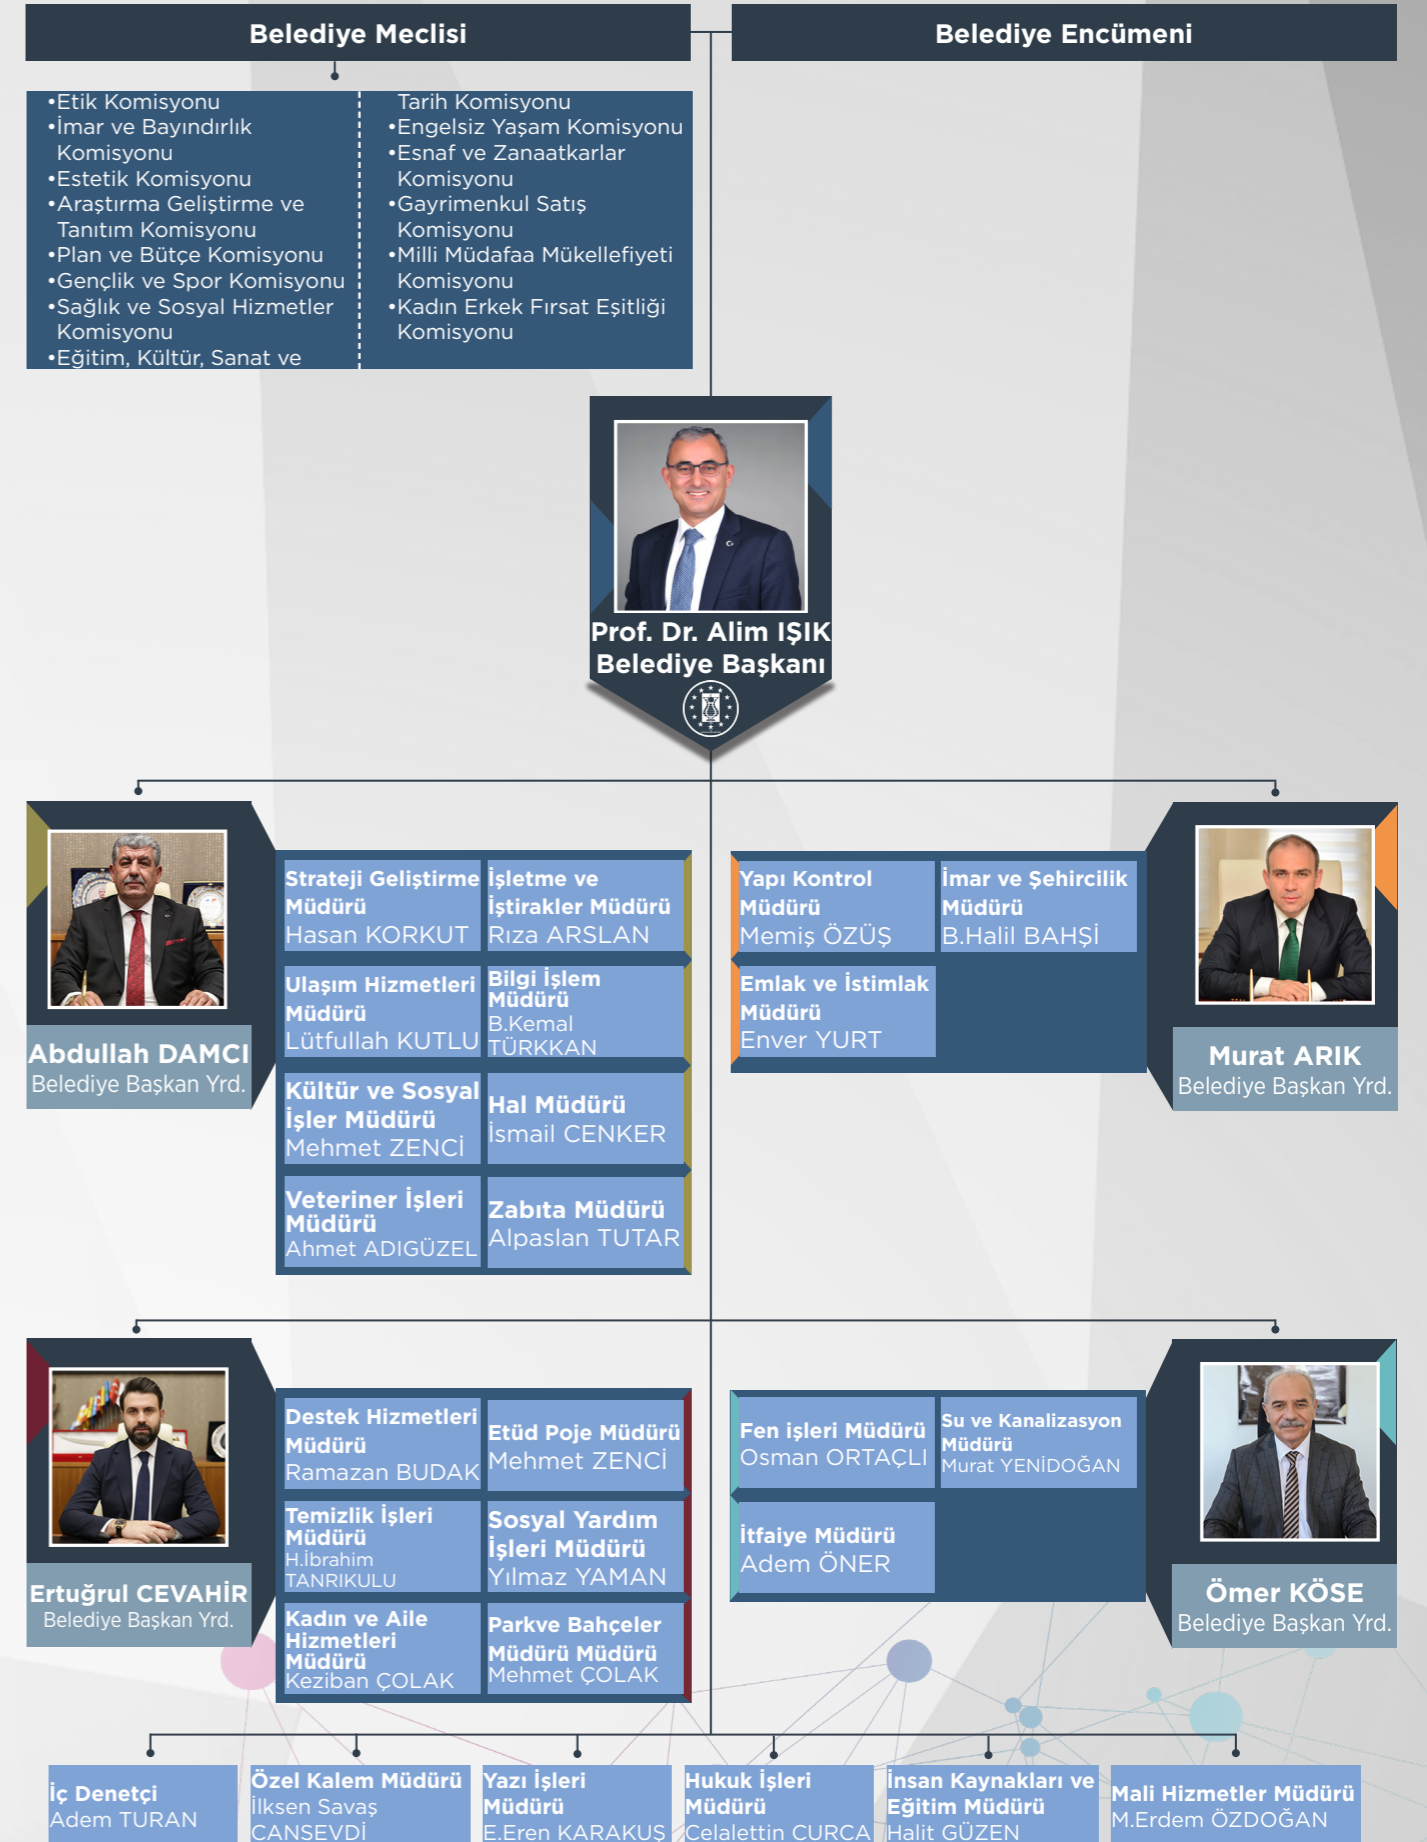 Belediye Meclisi
Belediye Encümeni
•Etik Komisyonu
•İmar ve Bayındırlık
Komisyonu
•Estetik Komisyonu
•Araştırma Geliştirme ve
Tanıtım Komisyonu
•Plan ve Bütçe Komisyonu
•Gençlik ve Spor Komisyonu
•Sağlık ve Sosyal Hizmetler
Komisyonu
•Eğitim, Kültür, Sanat ve
Tarih Komisyonu
•Engelsiz Yaşam Komisyonu
•Esnaf ve Zanaatkarlar
Komisyonu
•Gayrimenkul Satış
Komisyonu
•Milli Müdafaa Mükellefiyeti
Komisyonu
•Kadın Erkek Fırsat Eşitliği
Komisyonu
Prof. Dr. Alim IŞIK
Belediye Başkanı
Abdullah DAMCI
Belediye Başkan Yrd.
Strateji Geliştirme
Müdürü
Hasan KORKUT
İşletme ve
İştirakler Müdürü
Rıza ARSLAN
Ulaşım Hizmetleri
Müdürü
Lütfullah KUTLU
Bilgi İşlem
Müdürü
B.Kemal
TÜRKKAN
Kültür ve Sosyal
İşler Müdürü
Mehmet ZENCİ
Hal Müdürü
İsmail CENKER
Veteriner İşleri
Müdürü
Ahmet ADIGÜZEL
Zabıta Müdürü
Alpaslan TUTAR
Yapı Kontrol
Müdürü
Memiş ÖZÜŞ
İmar ve Şehircilik
Müdürü
B.Halil BAHŞİ
Emlak ve İstimlak
Müdürü
Enver YURT
Murat ARIK
Belediye Başkan Yrd.
Ertuğrul CEVAHİR
Belediye Başkan Yrd.
Destek Hizmetleri
Müdürü
Ramazan BUDAK
Etüd Poje Müdürü
Mehmet ZENCİ
Temizlik İşleri
Müdürü
H.İbrahim
TANRIKULU
Sosyal Yardım
İşleri Müdürü
Yılmaz YAMAN
Kadın ve Aile
Hizmetleri
Müdürü
Keziban ÇOLAK
Parkve Bahçeler
Müdürü Müdürü
Mehmet ÇOLAK
Fen işleri Müdürü
Osman ORTAÇLI
Su ve Kanalizasyon
Müdürü
Murat YENİDOĞAN
İtfaiye Müdürü
Adem ÖNER
Ömer KÖSE
Belediye Başkan Yrd.
İç Denetçi
Adem TURAN
Özel Kalem Müdürü
İlksen Savaş
CANSEVDİ
Yazı İşleri
Müdürü
E.Eren KARAKUŞ
Hukuk İşleri
Müdürü
Celalettin CURCA
İnsan Kaynakları ve
Eğitim Müdürü
Halit GÜZEN
Mali Hizmetler Müdürü
M.Erdem ÖZDOĞAN